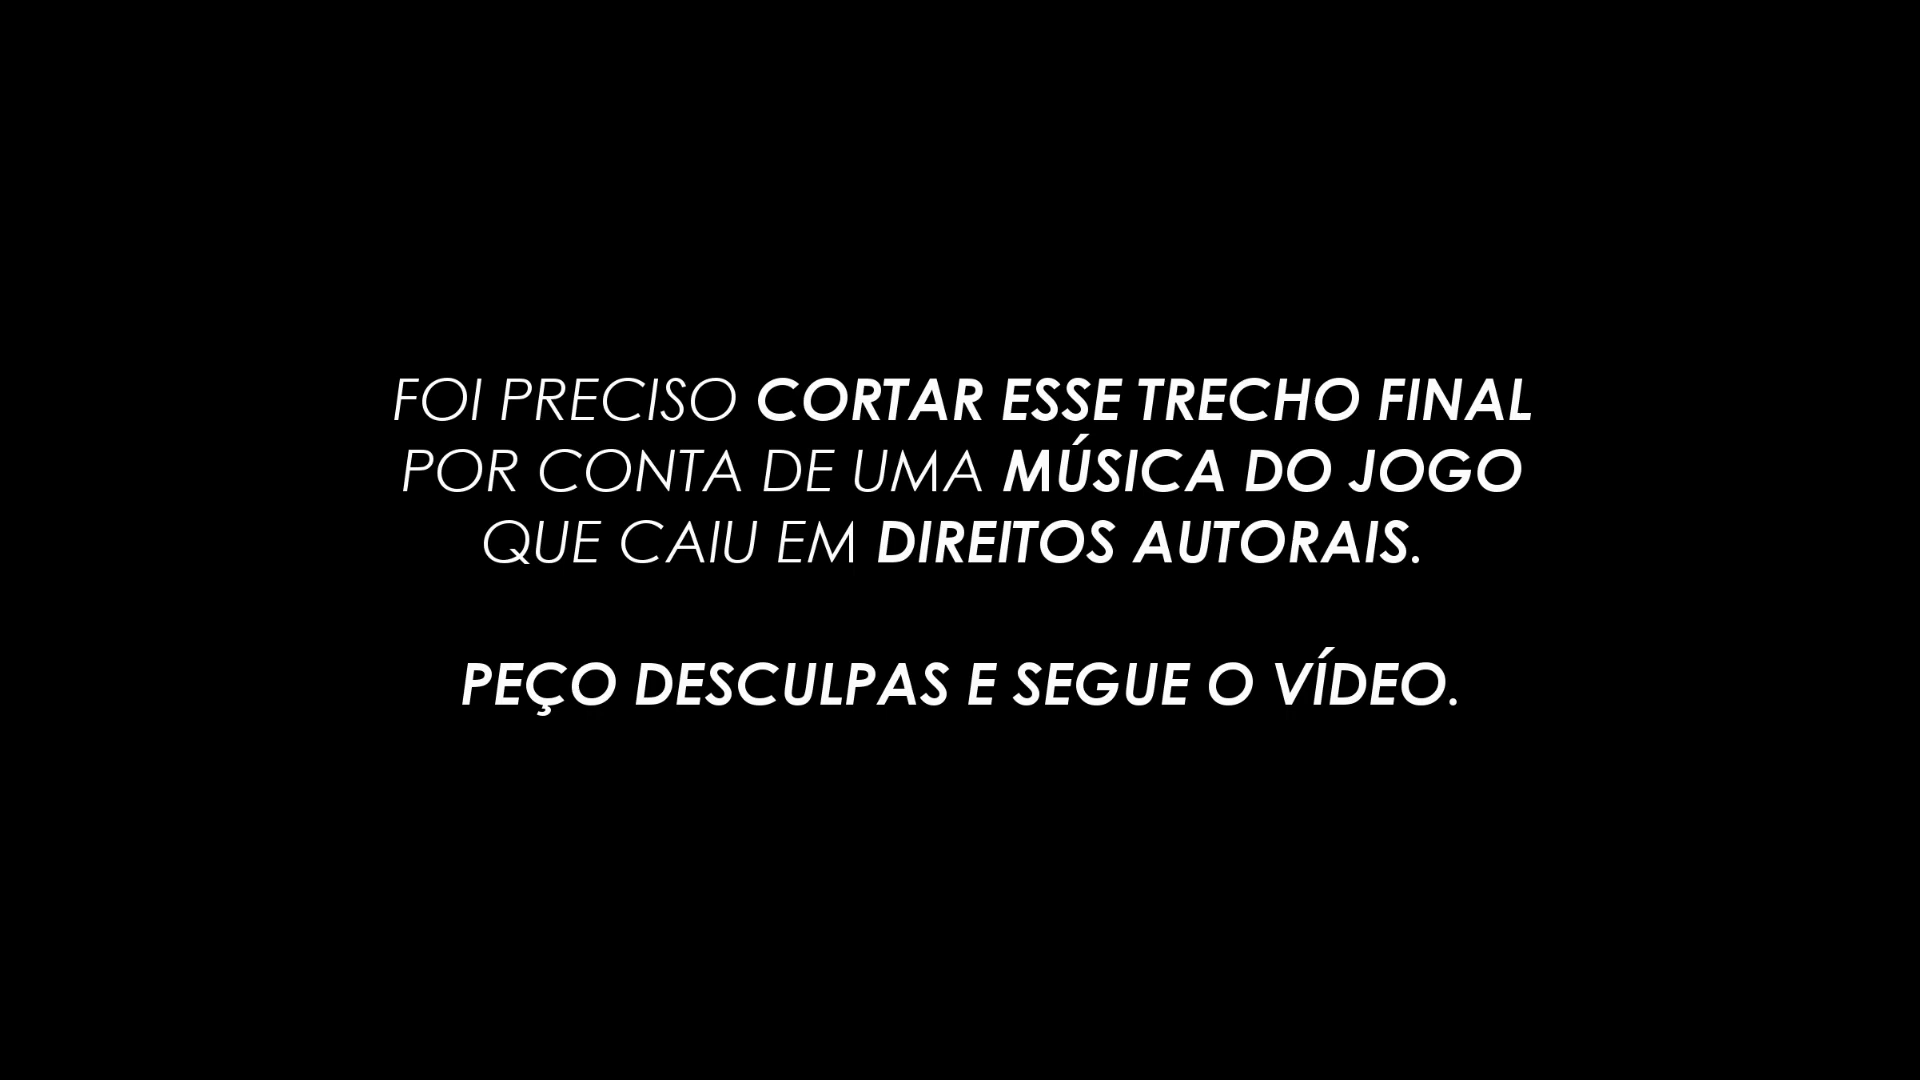 FOI PRECISO CORTAR ESSE TRECHO FINAL
POR CONTA DE UMA MÚSICA DO JOGO
QUE CAIU EM DIREITOS AUTORAIS.
PEÇO DESCULPAS E SEGUE O VÍDEO.